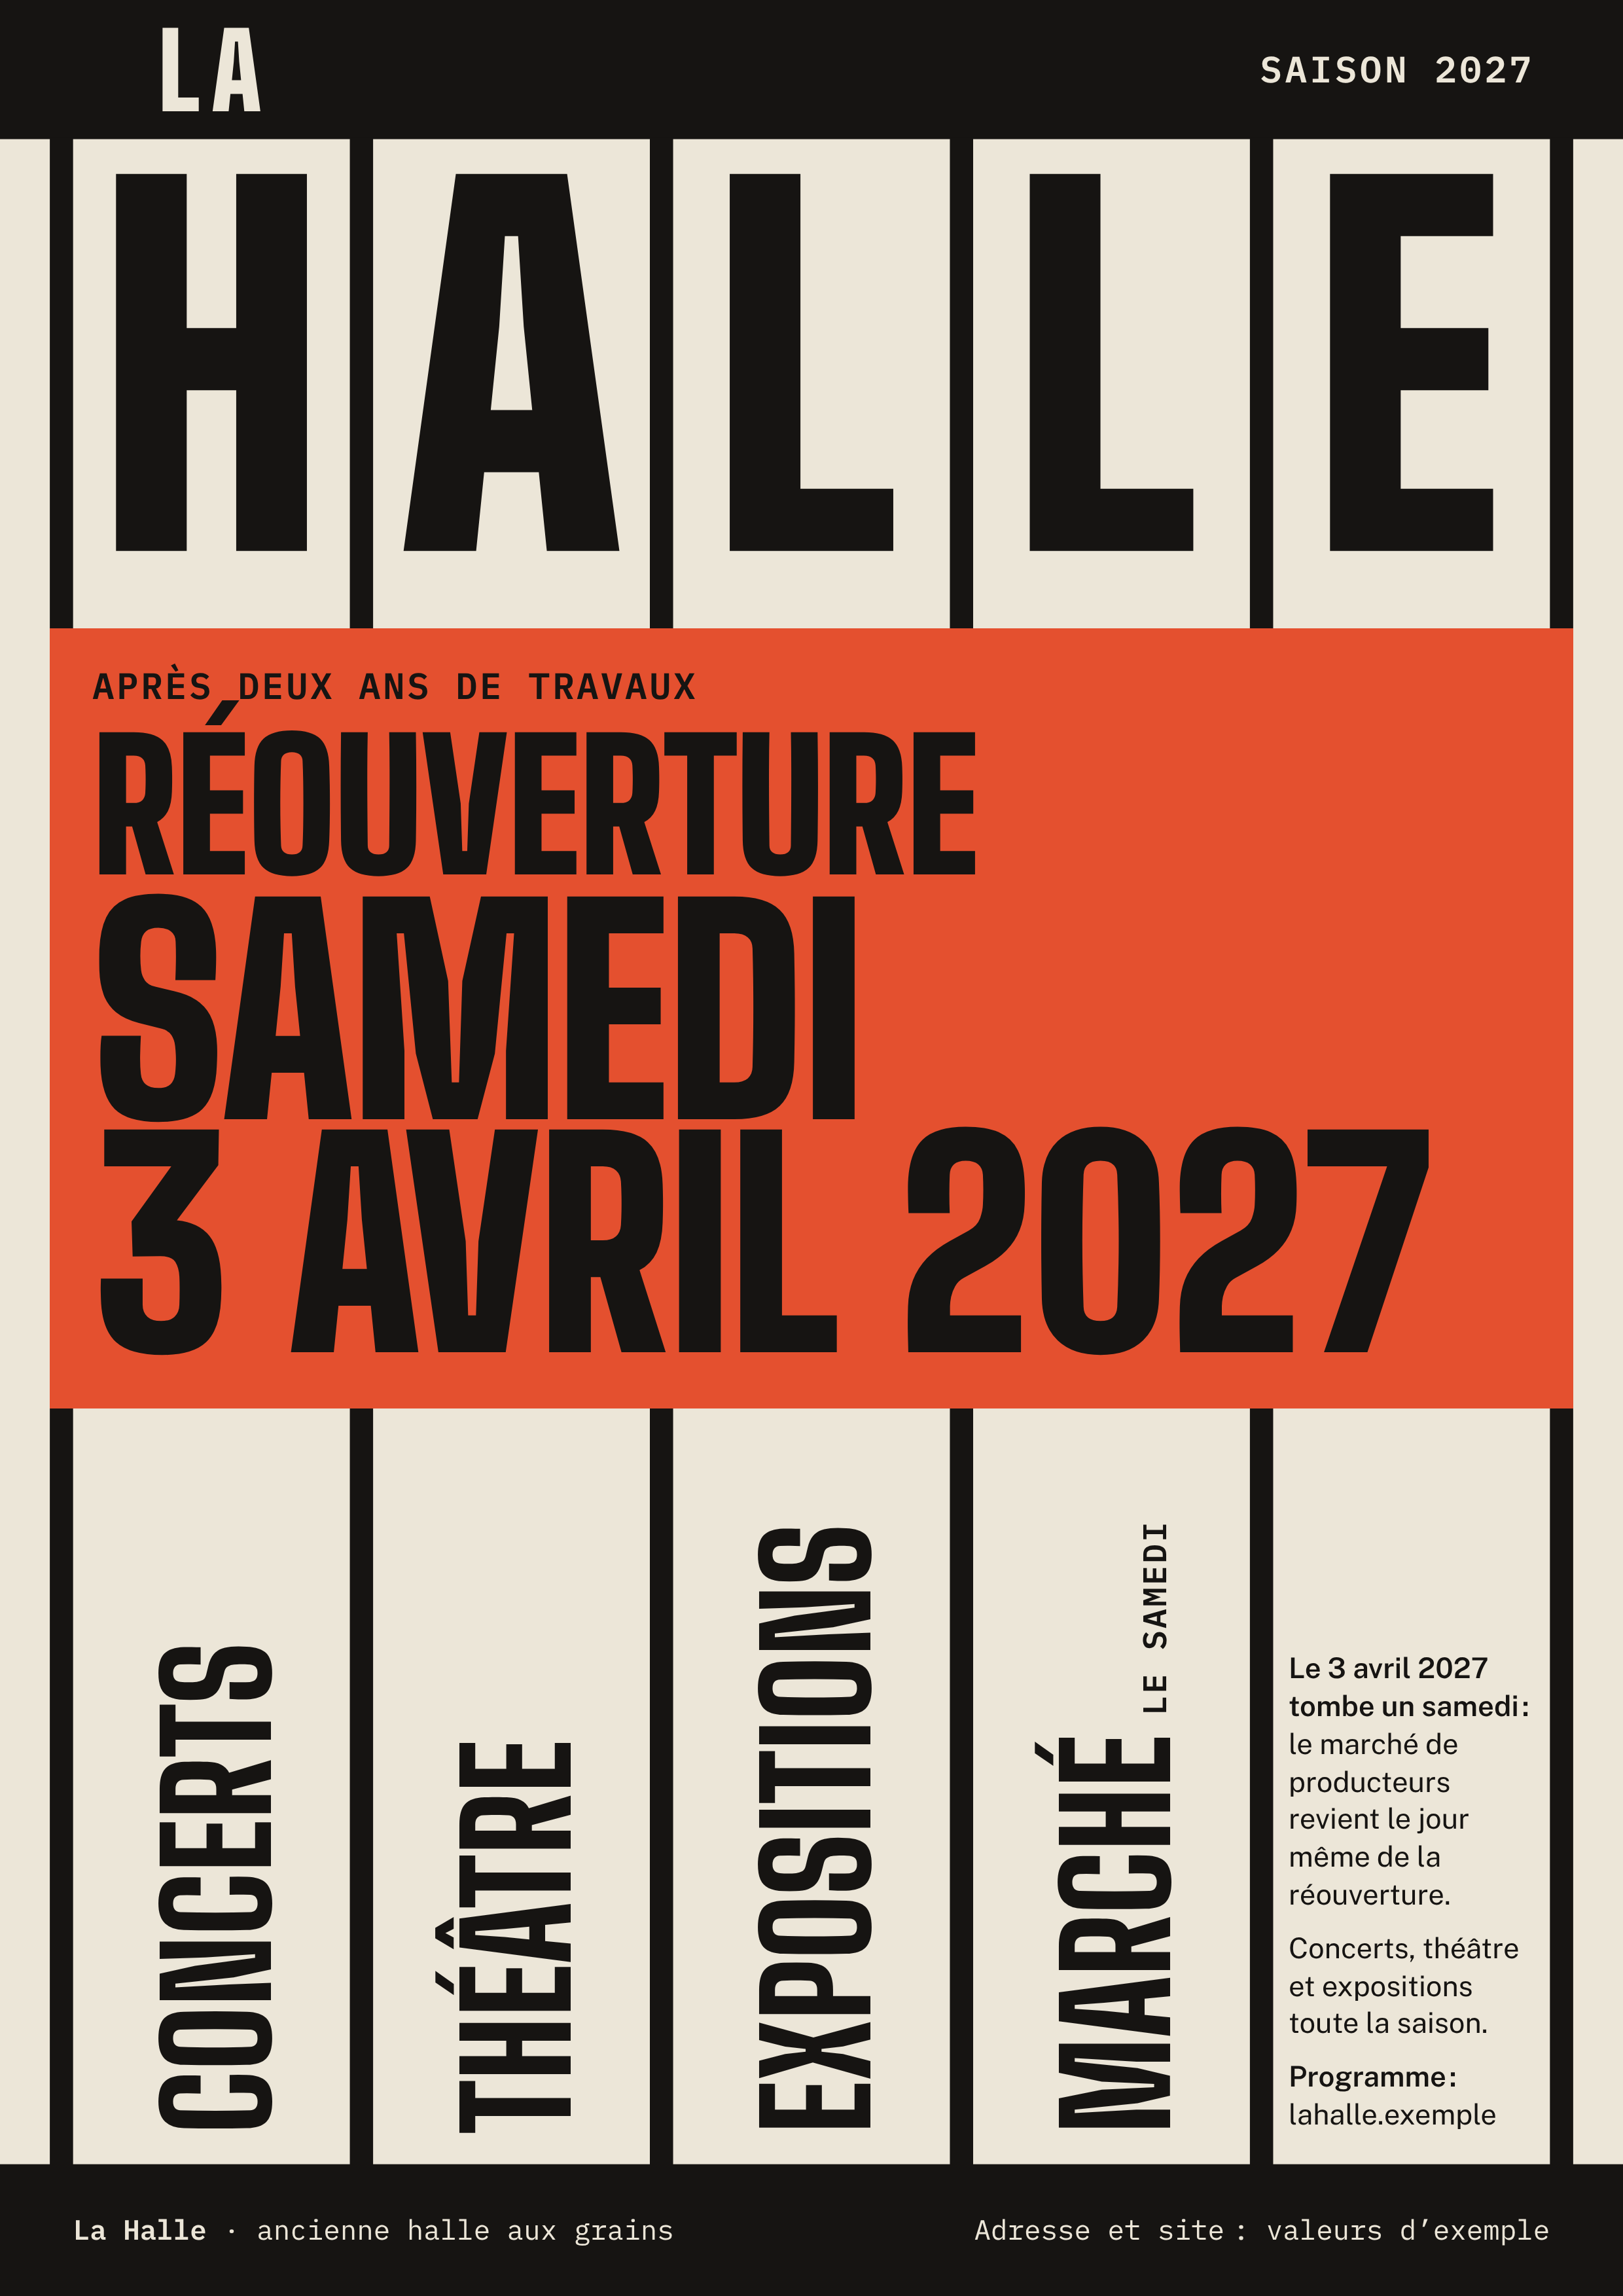 LA
SAISON 2027
HALLE
APRÈS DEUX ANS DE TRAVAUX
RÉOUVERTURE
SAMEDI
3 AVRIL 2027
CONCERTS
THÉÂTRE
EXPOSITIONS
MARCHÉ LE SAMEDI
Le 3 avril 2027
tombe un samedi :
le marché de
producteurs
revient le jour
même de la
réouverture.
Concerts, théâtre
et expositions
toute la saison.
Programme :
lahalle.exemple
La Halle · ancienne halle aux grains
Adresse et site : valeurs d’exemple